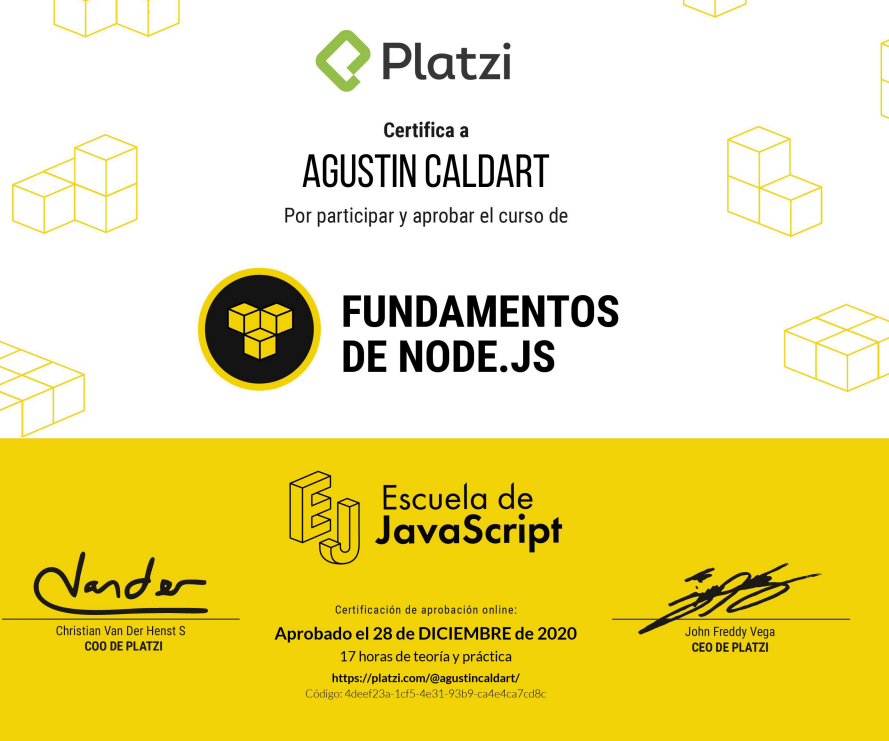 Platzi
Certifica a
AGUSTIN CALDART
Por participar y aprobar el curso de
FUNDAMENTOS
DE NODE.JS
EJ
Escuela de
JavaScript
Vander
Christian Van Der Henst S
COO DE PLATZI
Certificación de aprobación online:
Aprobado el 28 de DICIEMBRE de 2020
17 horas de teoría y práctica
https://platzi.com/@agustincaldart/
Código: 4deef23a-1cf5-4e31-93b9-ca4e4ca7cd8c
John Freddy Vega
CEO DE PLATZI